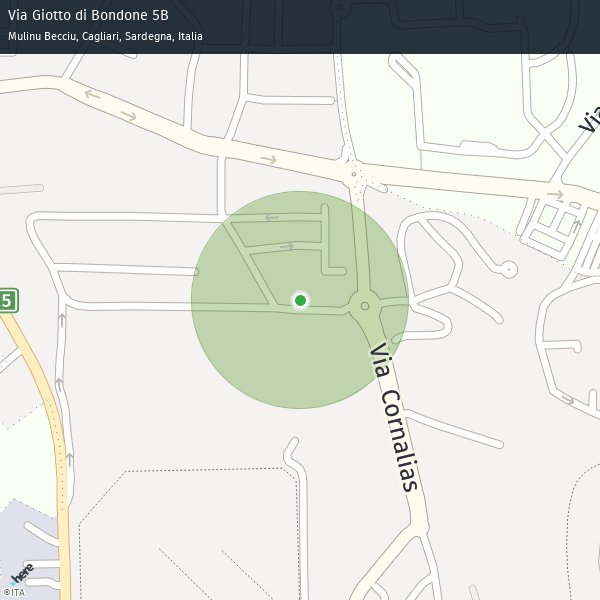 Via Giotto di Bondone 5B
Mulinu Becciu, Cagliari, Sardegna, Italia
Via
5
Via Cornalias
here
©ITA